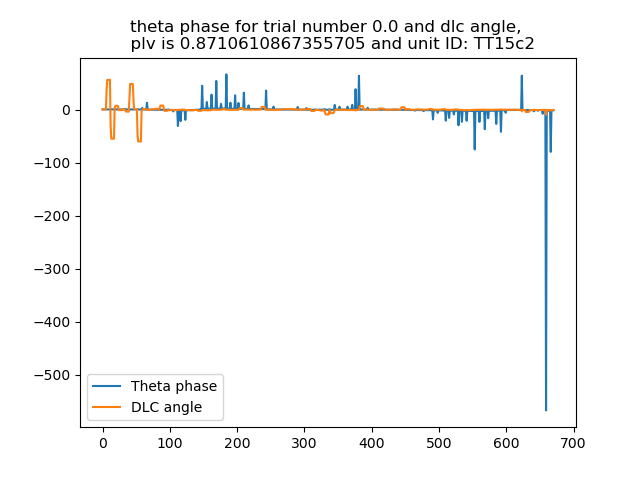 theta phase for trial number 0.0 and dlc angle,
plv is 0.8710610867355705 and unit ID: TT15c2
0
−100
−200
−300
−400
−500
Theta phase
DLC angle
0 100 200 300 400 500 600 700